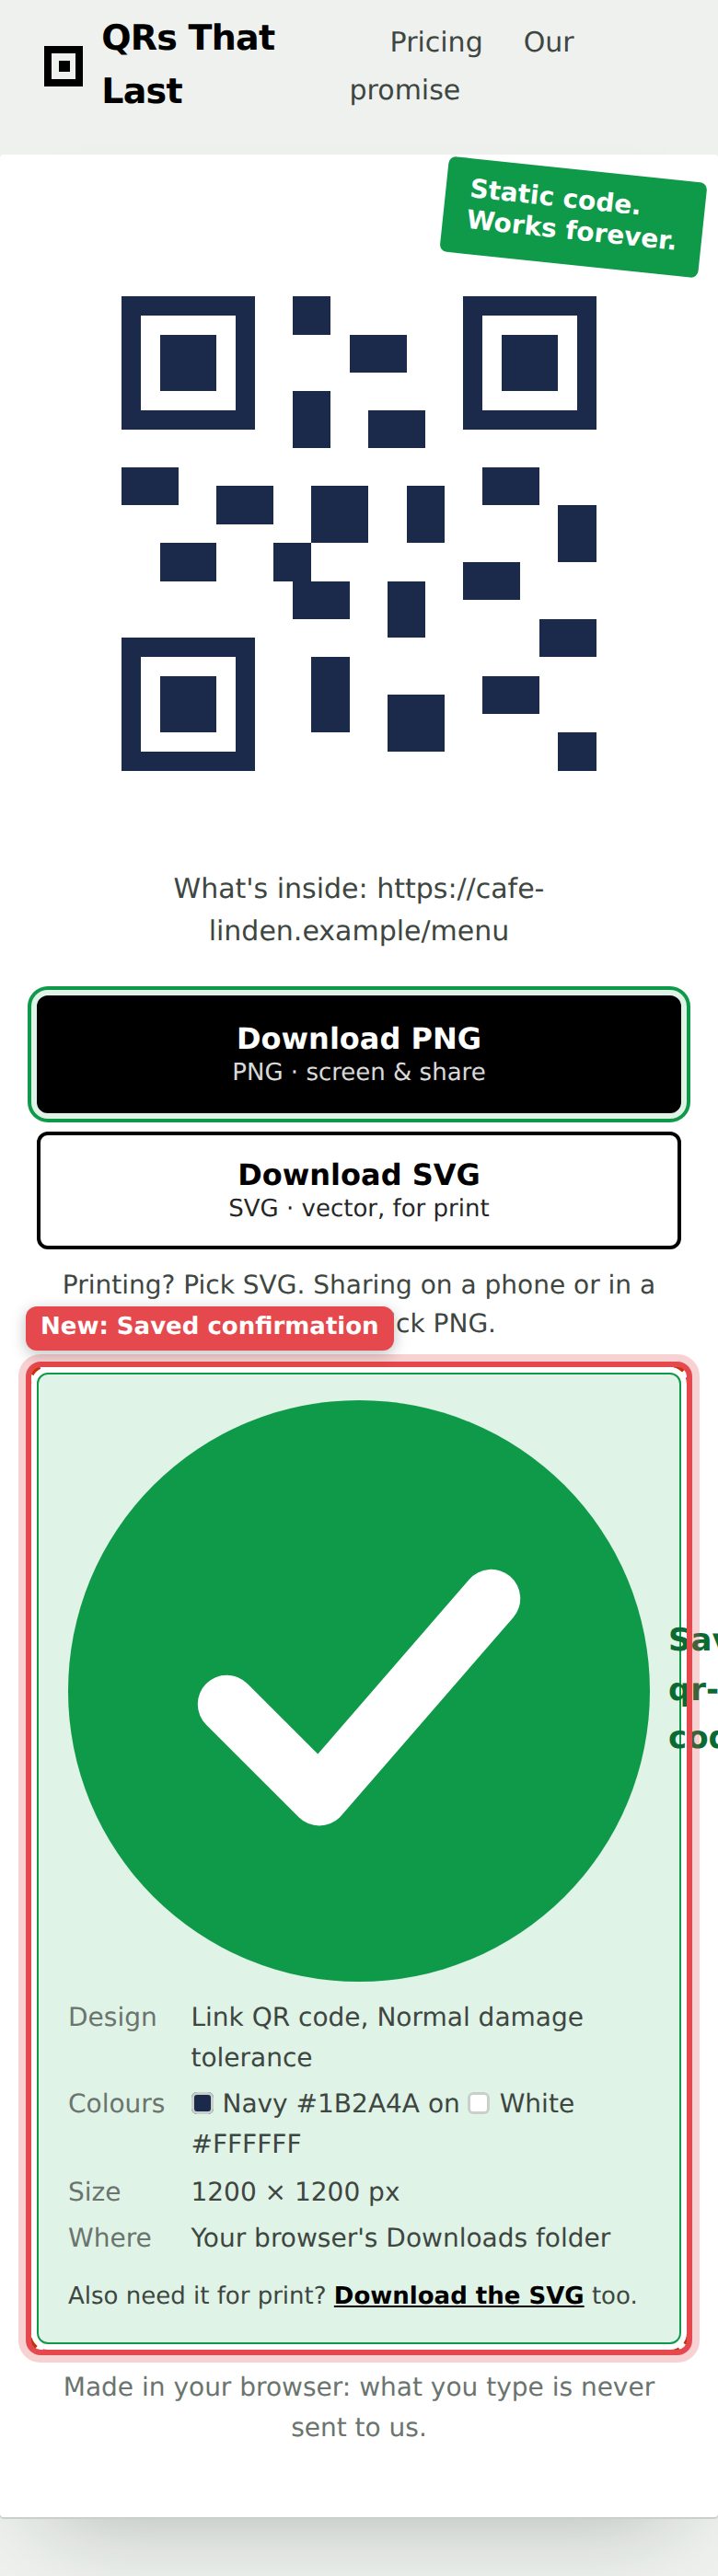 QRs That
Last
Pricing Our
promise
Static code.
Works forever.
What's inside: https://cafe-
linden.example/menu
Download PNG
PNG · screen & share
Download SVG
SVG · vector, for print
Printing? Pick SVG. Sharing on a phone or in a
ck PNG.
New: Saved confirmation
Sav
qr-
Design Link QR code, Normal damage
tolerance
Colours Navy #1B2A4A on White
#FFFFFF
Size 1200 × 1200 px
Where Your browser's Downloads folder
Also need it for print? Download the SVG too.
Made in your browser: what you type is never
sent to us.